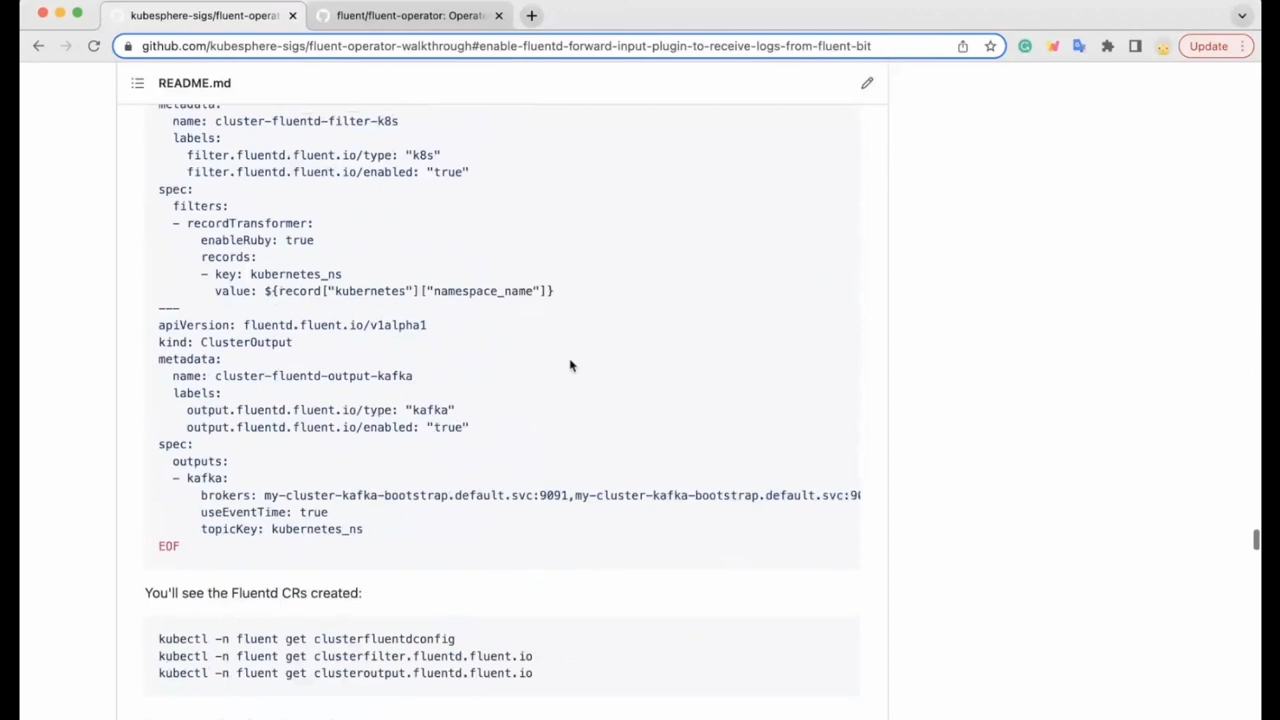 kubesphere-sigs/fluent-operat
fluent/fluent-operator: Operat
github.com/kubesphere-sigs/fluent-operator-walkthrough#enable-fluentd-forward-input-plugin-to-receive-logs-from-fluent-bit
Update
README.md
metadata:
name: cluster-fluentd-filter-k8s
labels:
filter.fluentd.fluent.io/type: "k8s"
filter.fluentd.fluent.io/enabled: "true"
spec:
filters:
- recordTransformer:
enableRuby: true
records:
- key: kubernetes_ns
value: ${record["kubernetes"]["namespace_name"]}
---
apiVersion: fluentd.fluent.io/v1alpha1
kind: ClusterOutput
metadata:
name: cluster-fluentd-output-kafka
labels:
output.fluentd.fluent.io/type: "kafka"
output.fluentd.fluent.io/enabled: "true"
spec:
outputs:
- kafka:
brokers: my-cluster-kafka-bootstrap.default.svc:9091,my-cluster-kafka-bootstrap.default.svc:90
useEventTime: true
topicKey: kubernetes_ns
EOF
You'll see the Fluentd CRs created:
kubectl -n fluent get clusterfluentdconfig
kubectl -n fluent get clusterfilter.fluentd.fluent.io
kubectl -n fluent get clusteroutput.fluentd.fluent.io